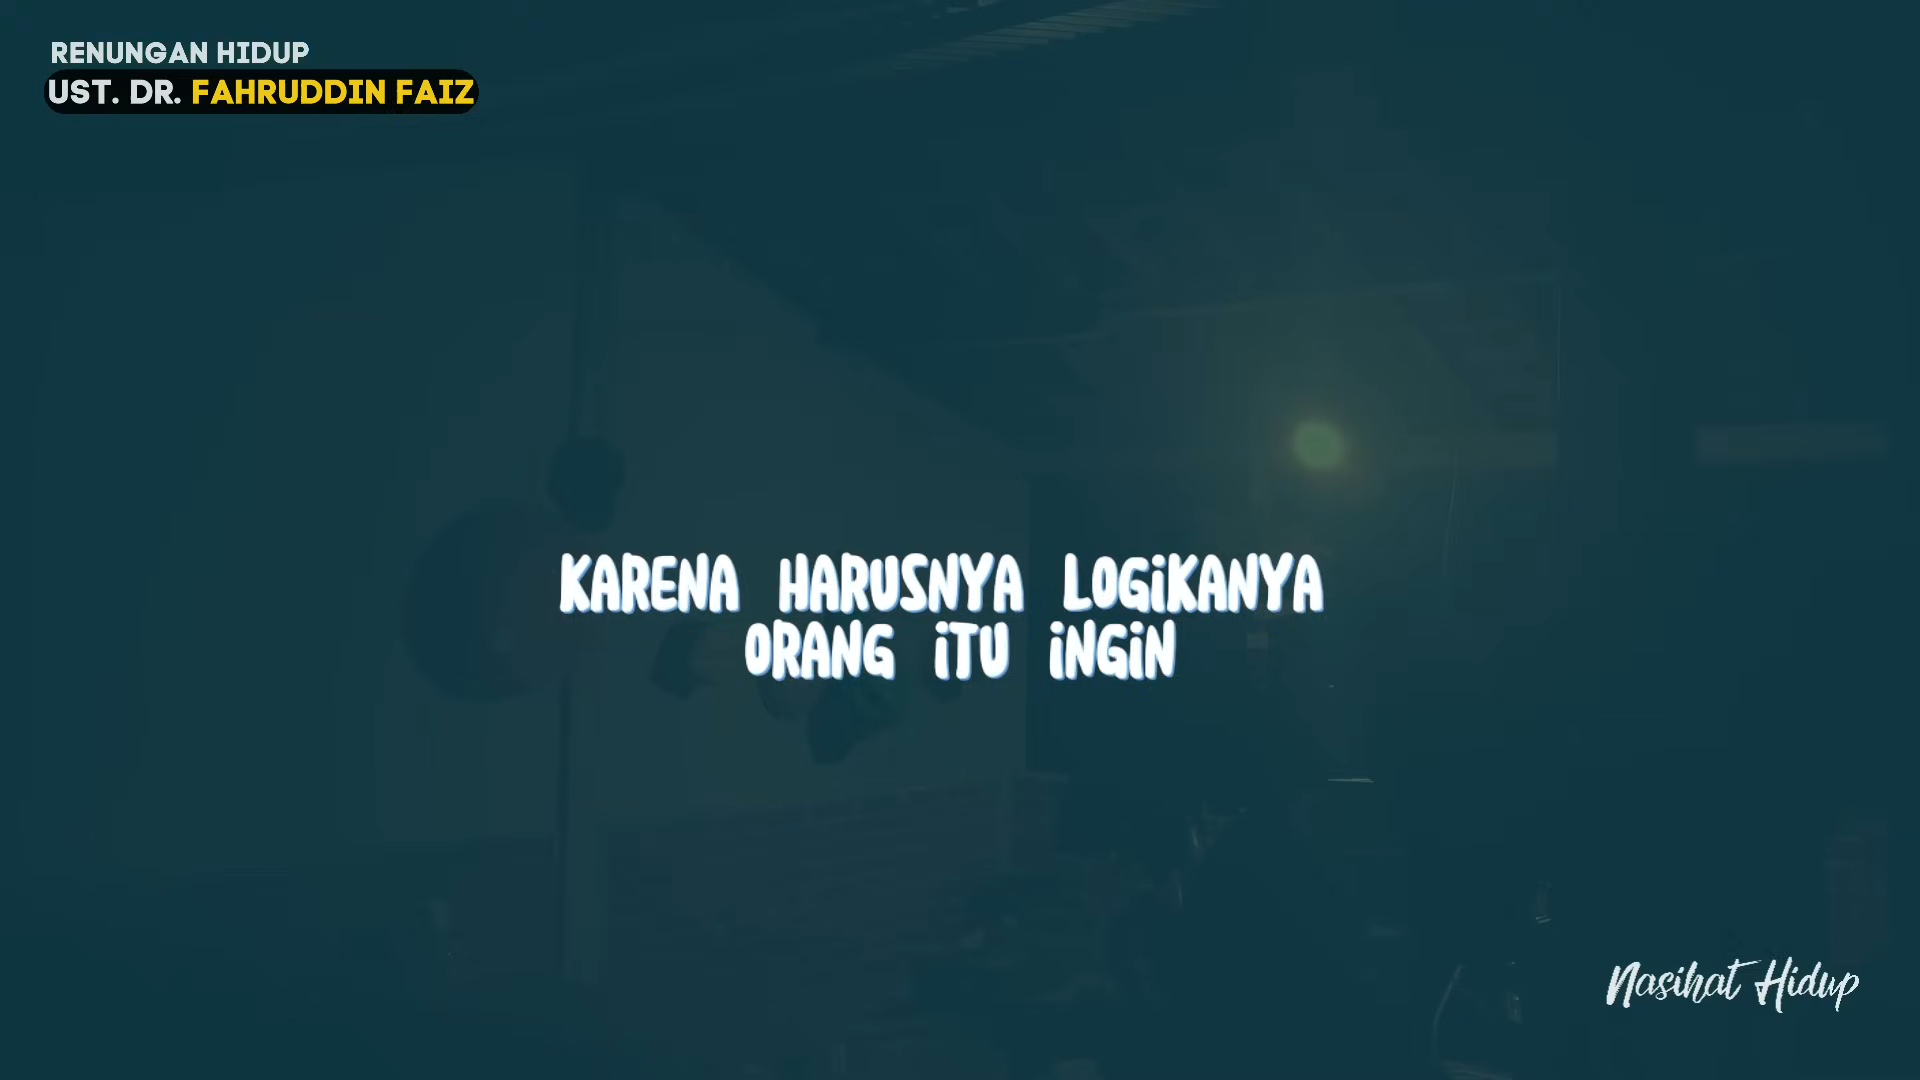 RENUNGAN HIDUP
UST. DR. FAHRUDDIN FAIZ
KARENA HARUSNYA LOGiKANYA
ORANG iTU iNGiN
Nasihat Hidup